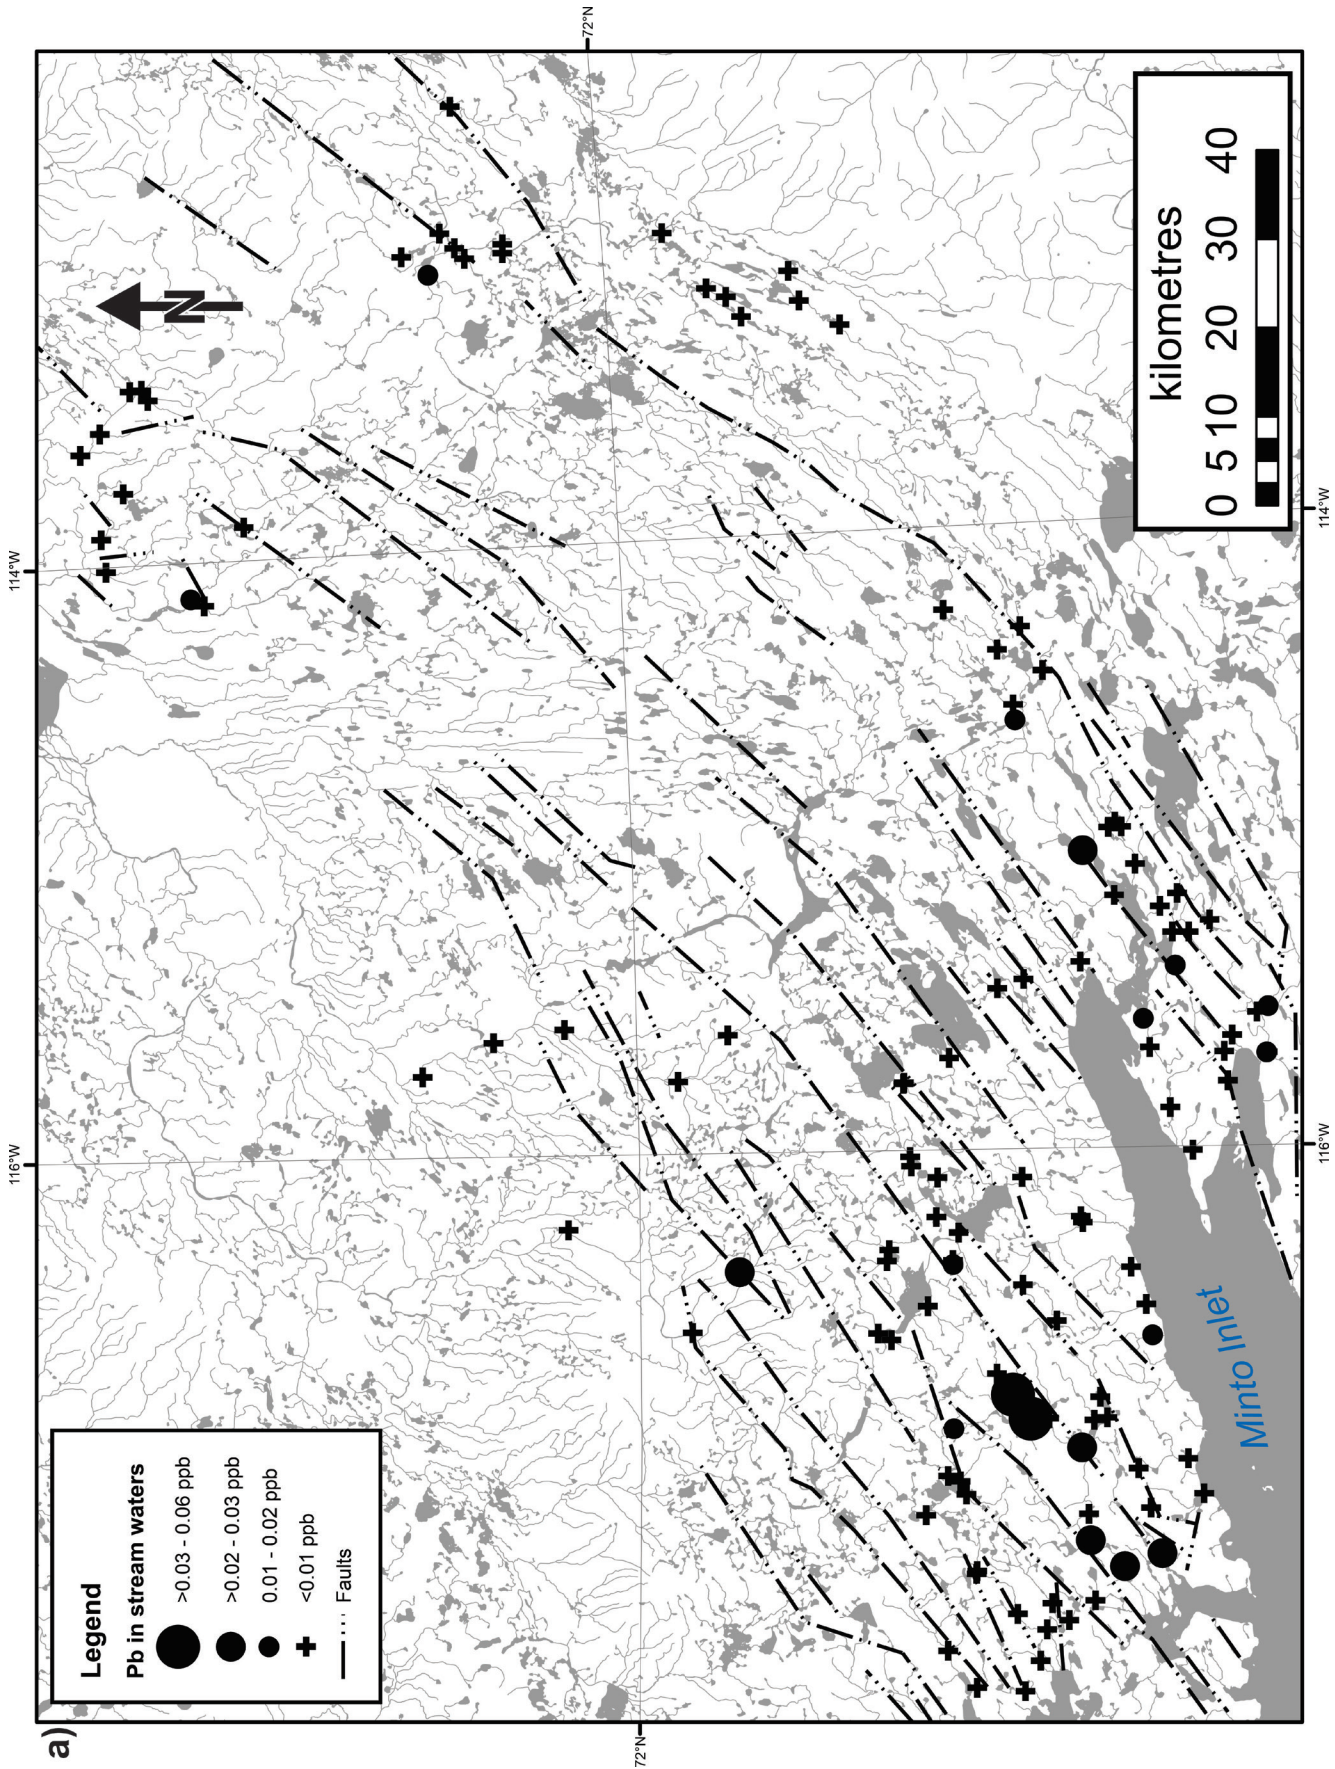 a)
Legend
Pb in stream waters
>0.03 - 0.06 ppb
>0.02 - 0.03 ppb
0.01 - 0.02 ppb
<0.01 ppb
Faults
116°W
114°W
N
72°N
72°N
Minto Inlet
kilometres
0 5 10 20 30 40
116°W
114°W